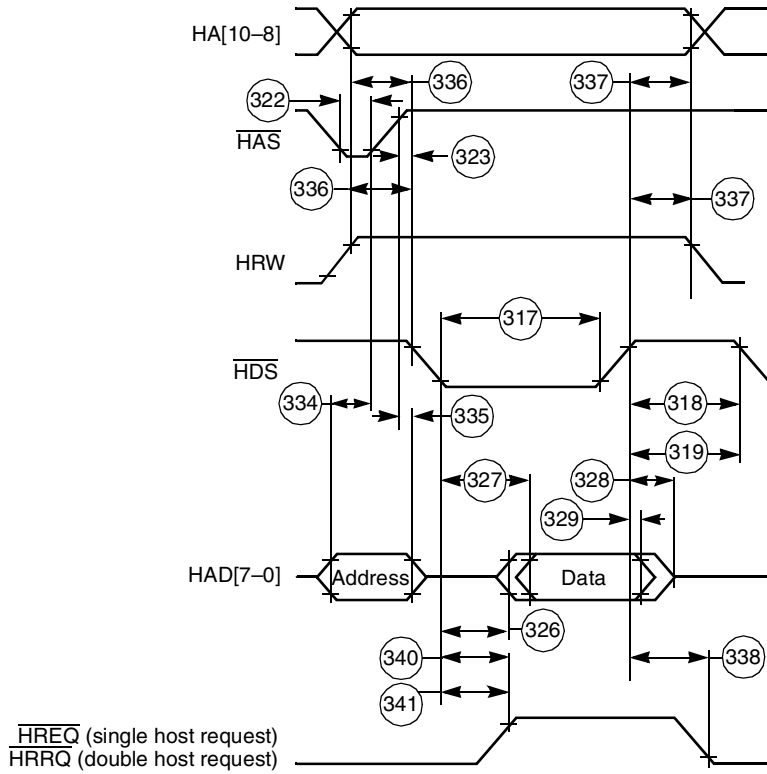 HA[10–8]
336
337
322
HAS
323
336
337
HRW
317
HDS
334
335
318
319
327
328
329
HAD[7–0]
Address
Data
326
340
338
341
HREQ (single host request)
HRRQ (double host request)